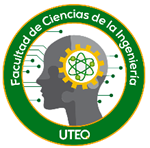 Facultad de Ciencias de la Ingeniería
UTEQ